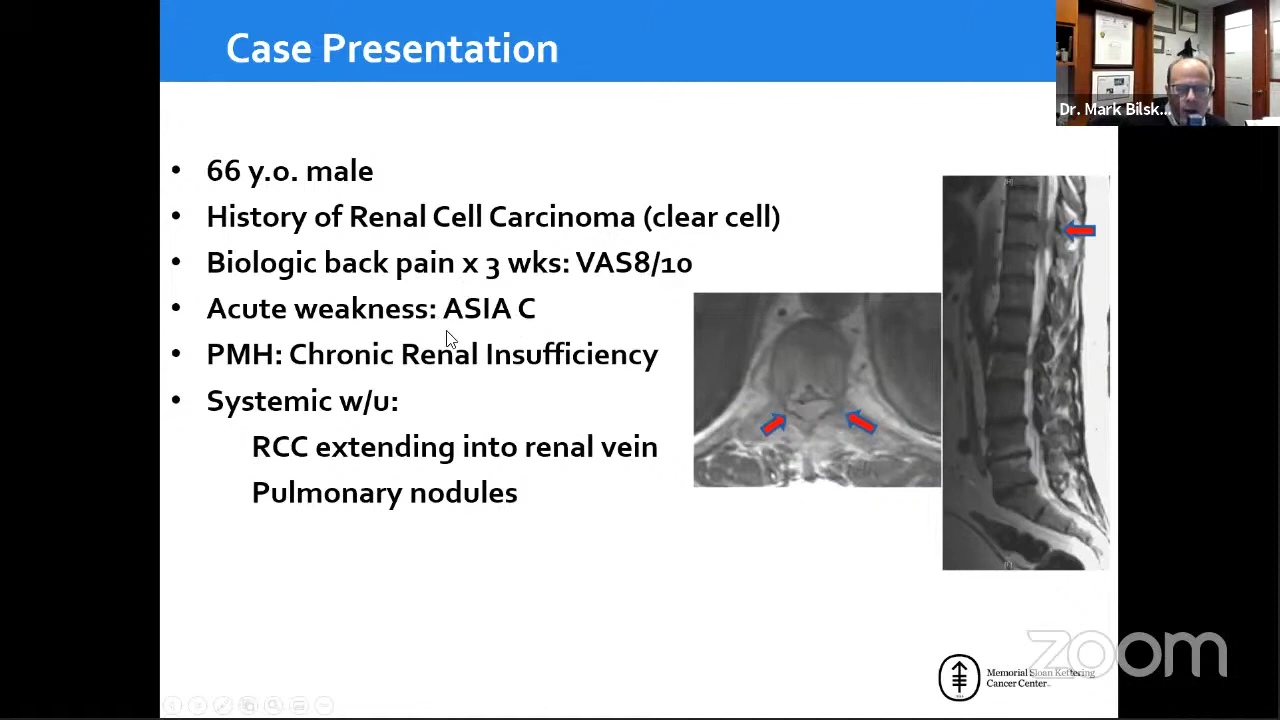 Case Presentation
Dr. Mark Bilsk...
• 66 y.o. male
• History of Renal Cell Carcinoma (clear cell)
• Biologic back pain x 3 wks: VAS8/10
• Acute weakness: ASIA C
• PMH: Chronic Renal Insufficiency
• Systemic w/u:
RCC extending into renal vein
Pulmonary nodules
[H]
[F]
zoom
Memorial Sloan Kettering
Cancer Center